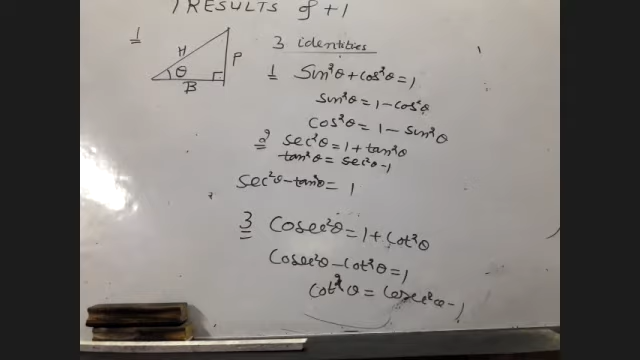 RESULTS of + 1
1
H
P
θ
B
3 identities
1 Sin²θ + cos²θ = 1
sin²θ = 1 - cos²θ
cos²θ = 1 - sin²θ
2 sec²θ = 1 + tan²θ
tan²θ = sec²θ - 1
sec²θ - tan²θ = 1
3 Cosec²θ = 1 + cot²θ
Cosec²θ - cot²θ = 1
Cot²θ = cosec²θ - 1